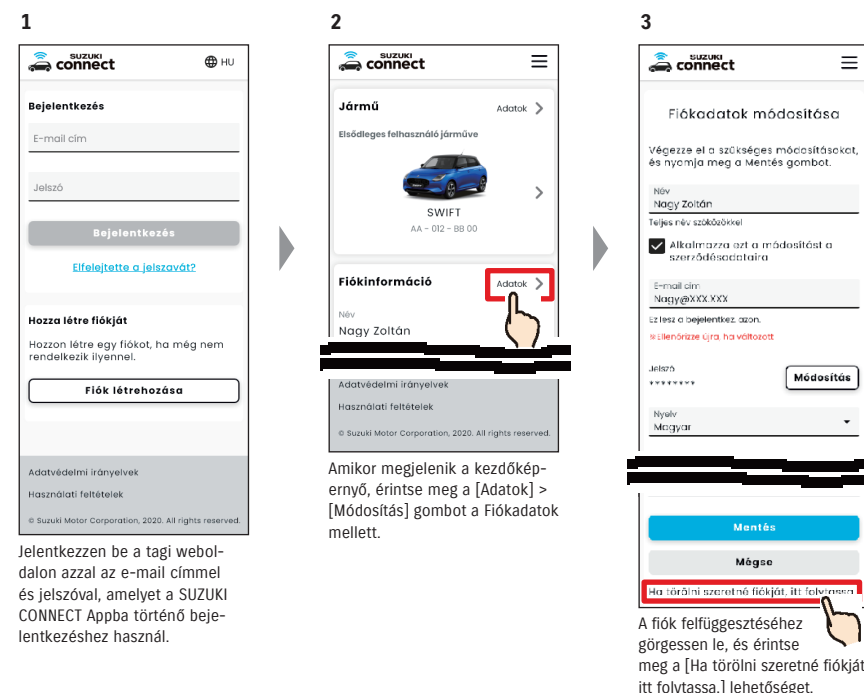 1
SUZUKI
connect
HU
Bejelentkezés
E-mail cím
Jelszó
Bejelentkezés
Elfelejtette a jelszavát?
Hozza létre fiókját
Hozzon létre egy fiókot, ha még nem
rendelkezik ilyennel.
Fiók létrehozása
Adatvédelmi irányelvek
Használati feltételek
© Suzuki Motor Corporation, 2020. All rights reserved.
Jelentkezzen be a tagi webol-
dalon azzal az e-mail címmel
és jelszóval, amelyet a SUZUKI
CONNECT Appba történő beje-
lentkezéshez használ.
2
SUZUKI
connect
Jármű Adatok
Elsődleges felhasználó járműve
SWIFT
AA - 012 - BB 00
Fiókinformáció Adatok
Név
Nagy Zoltán
Adatvédelmi irányelvek
Használati feltételek
© Suzuki Motor Corporation, 2020. All rights reserved.
Amikor megjelenik a kezdőkép-
ernyő, érintse meg a [Adatok] >
[Módosítás] gombot a Fiókadatok
mellett.
3
SUZUKI
connect
Fiókadatok módosítása
Végezze el a szükséges módosításokat,
és nyomja meg a Mentés gombot.
Név
Nagy Zoltán
Teljes név szóközökkel
Alkalmazza ezt a módosítást a
szerződésadataira
E-mail cím
Nagy@XXX.XXX
Ez lesz a bejelentkez. azon.
※Ellenőrizze újra, ha változott
Jelszó
********
Módosítás
Nyelv
Magyar
Mentés
Mégse
Ha törölni szeretné fiókját, itt folytassa.
A fiók felfüggesztéséhez
görgessen le, és érintse
meg a [Ha törölni szeretné fiókját
itt folytassa.] lehetőséget.